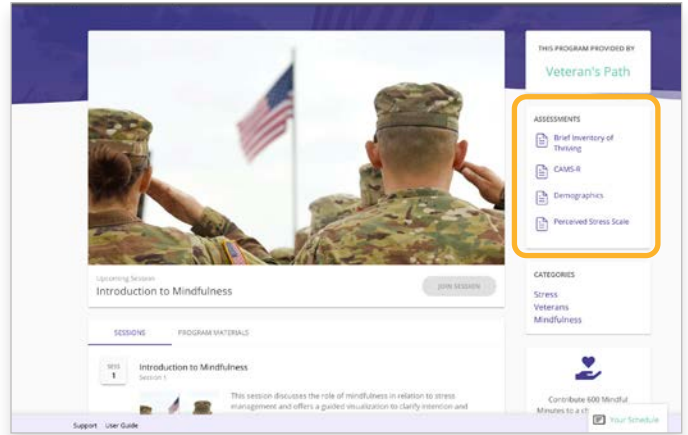 THIS PROGRAM PROVIDED BY
Veteran's Path
ASSESSMENTS
Brief Inventory of
Thriving
CAMS-R
Demographics
Perceived Stress Scale
Upcoming Session
Introduction to Mindfulness
JOIN SESSION
CATEGORIES
Stress
Veterans
Mindfulness
SESSIONS
PROGRAM MATERIALS
SESS
1
Introduction to Mindfulness
Session 1
This session discusses the role of mindfulness in relation to stress
management and offers a guided visualization to clarify intention and
Contribute 600 Mindful
Minutes to a
Your Schedule
Support
User Guide